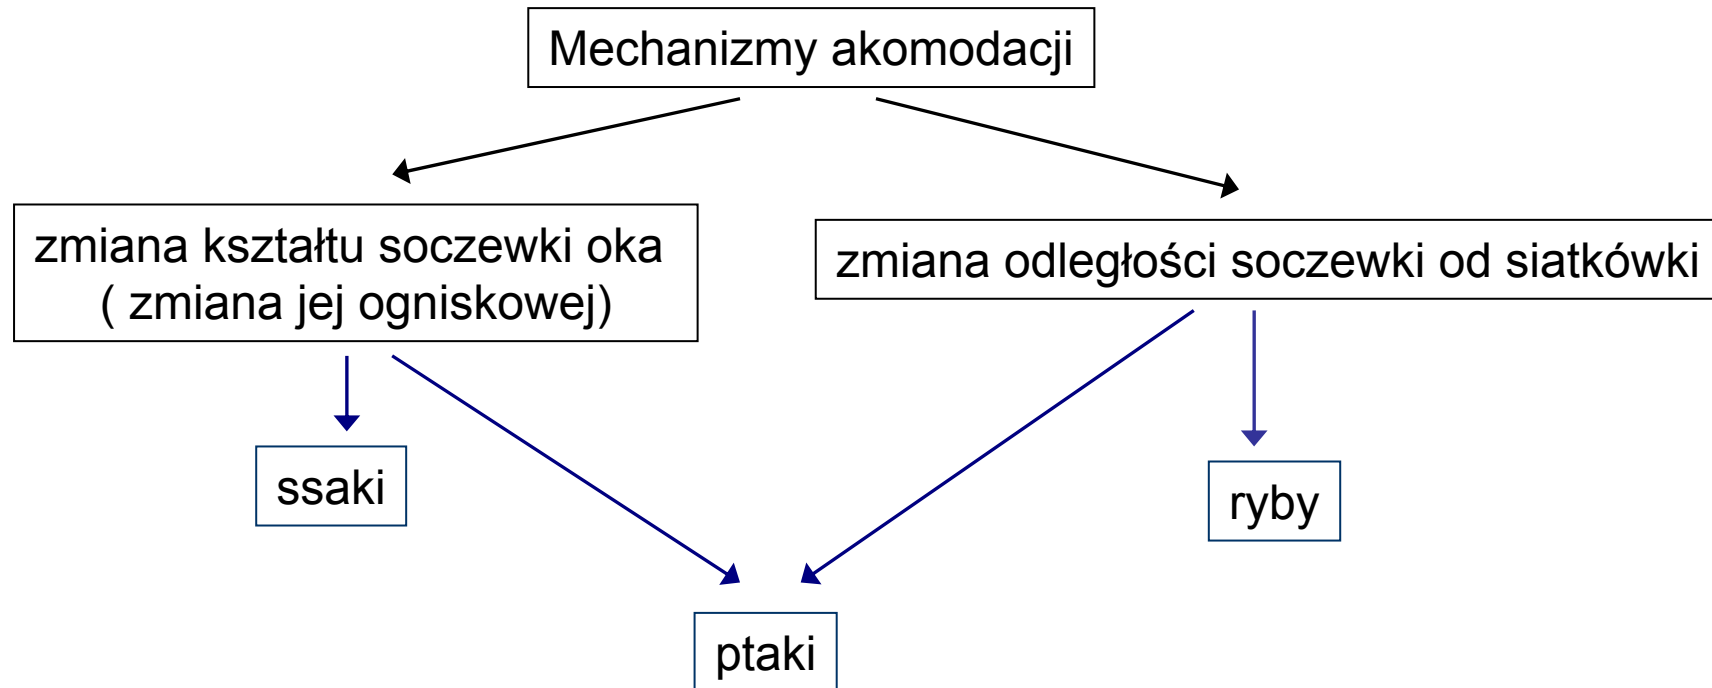 Mechanizmy akomodacji
zmiana kształtu soczewki oka
( zmiana jej ogniskowej)
zmiana odległości soczewki od siatkówki
ssaki
ryby
ptaki